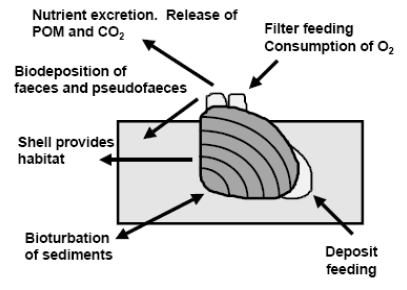 Nutrient excretion.  Release of
POM and CO₂
Filter feeding
Consumption of O₂
Biodeposition of
faeces and pseudofaeces
Shell provides
habitat
Bioturbation
of sediments
Deposit
feeding